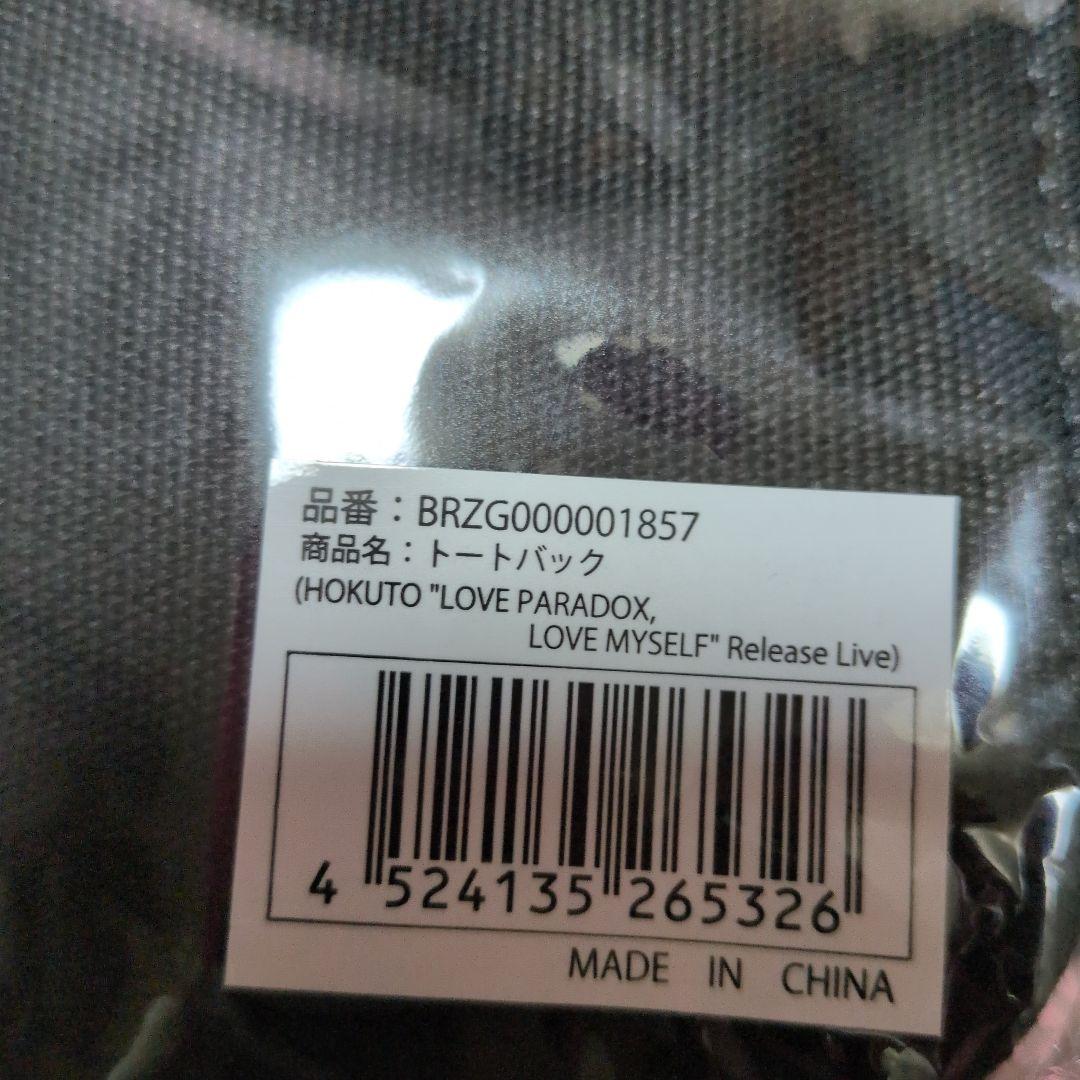 品番：BRZG000001857
商品名：トートバック
(HOKUTO "LOVE PARADOX,
LOVE MYSELF" Release Live)
4 524135 265326
MADE IN CHINA